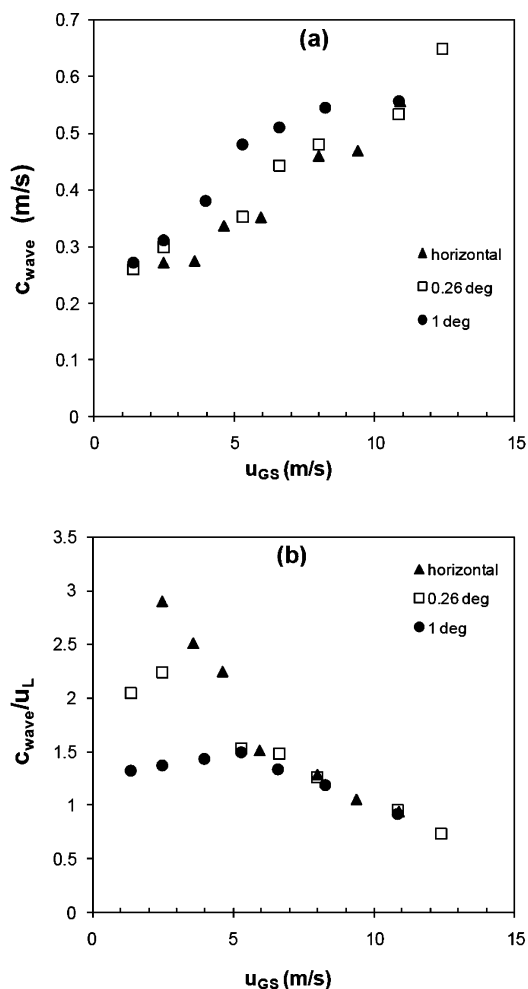 (a)
0.7
0.6
0.5
0.4
0.3
0.2
0.1
0
c_wave (m/s)
horizontal
0.26 deg
1 deg
0 5 10 15
u_GS (m/s)
(b)
3.5
3
2.5
2
1.5
1
0.5
0
c_wave/u_L
horizontal
0.26 deg
1 deg
0 5 10 15
u_GS (m/s)